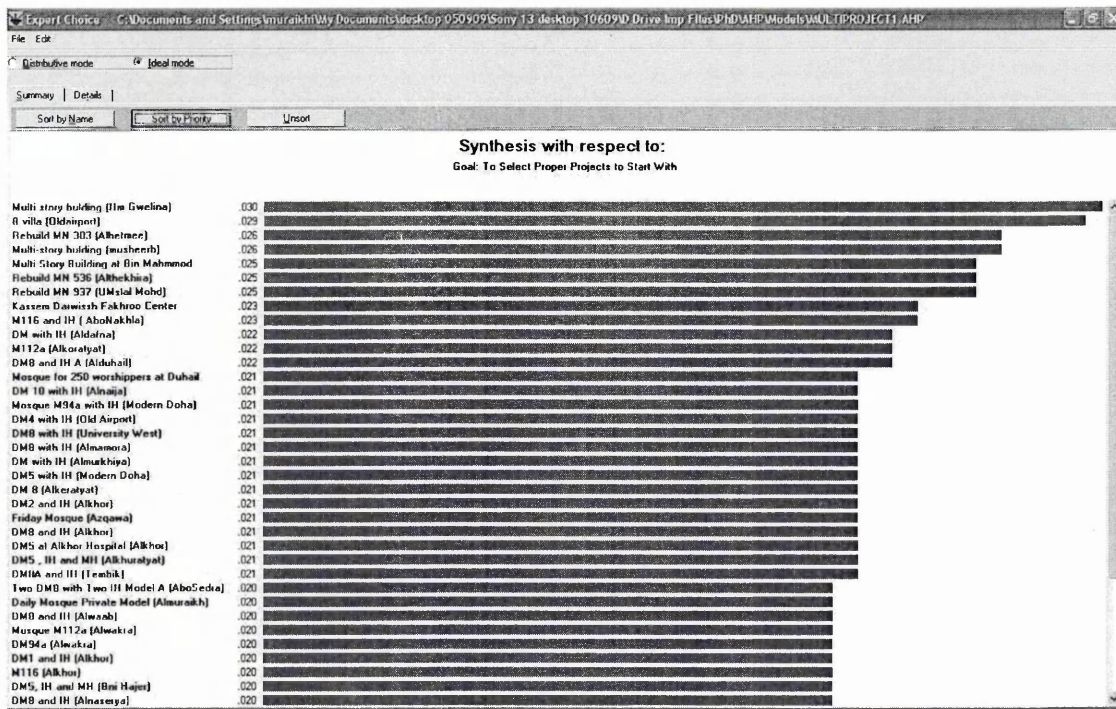 Expert Choice C:\Documents and Settings\muraikhi\My Documents\desktop 050909\Sony 13 desktop 10609\D Drive Imp Files\PhD\AHP\Models\MULTIPROJECT1.AHP
File Edit
Distributive mode Ideal mode
Summary | Details |
Sort by Name Sort by Priority Unsort
Synthesis with respect to:
Goal: To Select Proper Projects to Start With
Multi story bulding (Um Gwelina) .030
8 villa (Oldairport) .029
Rebuild MN 303 (Alhetmee) .026
Multi-story bulding (musheerb) .026
Multi Story Building at Bin Mahmmod .025
Rebuild MN 536 (Althekhira) .025
Rebuild MN 937 (UMslal Mohd) .025
Kassem Darwissh Fakhroo Center .023
M116 and IH ( AboNakhla) .023
DM with IH (Aldafna) .022
M112a (Alkoratyat) .022
DM8 and IH A (Alduhail) .022
Mosque for 250 worshippers at Duhail .021
DM 10 with IH (Alnaija) .021
Mosque M94a with IH (Modern Doha) .021
DM4 with IH (Old Airport) .021
DM8 with IH (University West) .021
DM8 with IH (Almamora) .021
DM with IH (Almurkhiya) .021
DM5 with IH (Modern Doha) .021
DM 8 (Alkeratyat) .021
DM2 and IH (Alkhor) .021
Friday Mosque (Azqawa) .021
DM8 and IH (Alkhor) .021
DM5 at Alkhor Hospital (Alkhor) .021
DM5 , IH and MH (Alkhuratyat) .021
and IH (Tembik) .021
Two DM8 with Two IH Model A (AboSedra) .020
Daily Mosque Private Model (Almuraikh) .020
DM8 and IH (Alwaab) .020
Mosque M112a (Alwakra) .020
DM94a (Alwakra) .020
DM1 and IH (Alkhor) .020
M116 (Alkhor) .020
DM5, IH and MH (Bni Hajer) .020
DM8 and IH (Alnaserya) .020